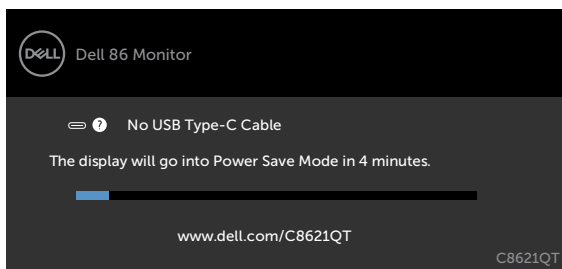 DELL Dell 86 Monitor
? No USB Type-C Cable
The display will go into Power Save Mode in 4 minutes.
www.dell.com/C8621QT
C8621QT